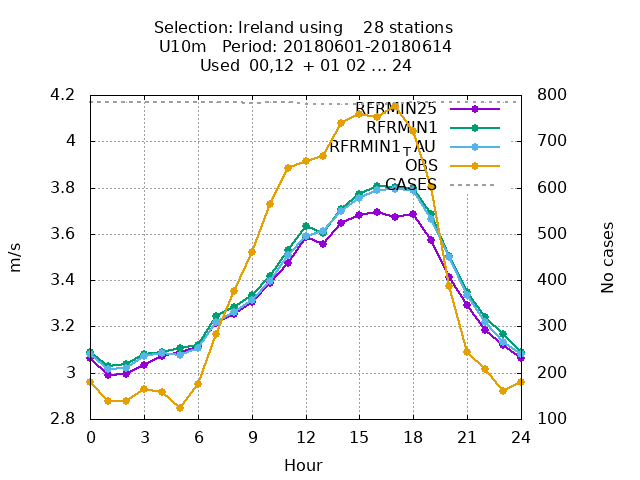 Selection: Ireland using    28 stations
U10m   Period: 20180601-20180614
Used  00,12  + 01 02 ... 24
4.2
4
3.8
3.6
3.4
3.2
3
2.8
m/s
800
700
600
500
400
300
200
100
No cases
RFRMIN25
RFRMIN1
RFRMIN1_TAU
OBS
CASES
0 3 6 9 12 15 18 21 24
Hour